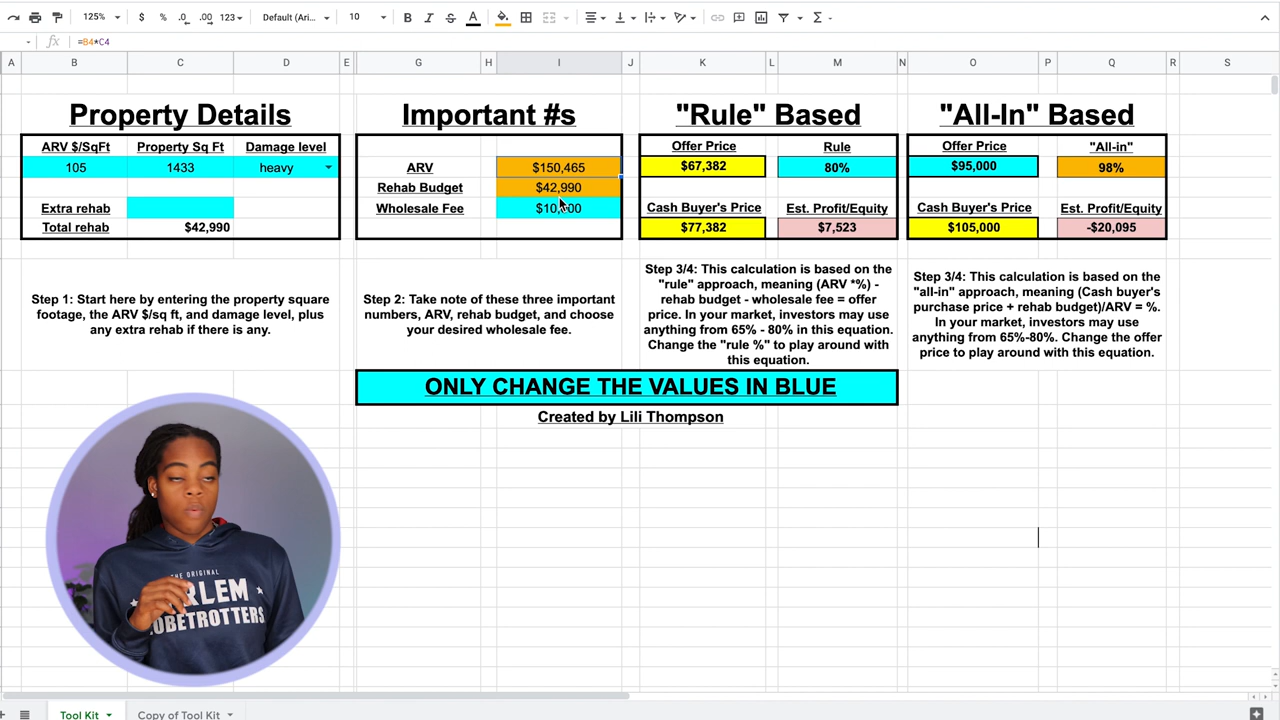 125%
$
%
.0
.00
123
Default (Ari...
10
B
I
S
A
fx
=B4*C4
A B C D E G H I J K L M N O P Q R S
Property Details
Important #s
"Rule" Based
"All-In" Based
ARV $/SqFt
Property Sq Ft
Damage level
105
1433
heavy
Extra rehab
Total rehab
$42,990
ARV
$150,465
Rehab Budget
$42,990
Wholesale Fee
Offer Price
Rule
$67,382
80%
Cash Buyer's Price
Est. Profit/Equity
$77,382
$7,523
Offer Price
"All-in"
$95,000
98%
Cash Buyer's Price
Est. Profit/Equity
$105,000
-$20,095
Step 1: Start here by entering the property square
footage, the ARV $/sq ft, and damage level, plus
any extra rehab if there is any.
Step 2: Take note of these three important
numbers, ARV, rehab budget, and choose
your desired wholesale fee.
Step 3/4: This calculation is based on the
"rule" approach, meaning (ARV *%) -
rehab budget - wholesale fee = offer
price. In your market, investors may use
anything from 65% - 80% in this equation.
Change the "rule %" to play around with
this equation.
Step 3/4: This calculation is based on the
"all-in" approach, meaning (Cash buyer's
purchase price + rehab budget)/ARV = %.
In your market, investors may use
anything from 65%-80%. Change the offer
price to play around with this equation.
ONLY CHANGE THE VALUES IN BLUE
Created by Lili Thompson
THE ORIGINAL
Tool Kit
Copy of Tool Kit